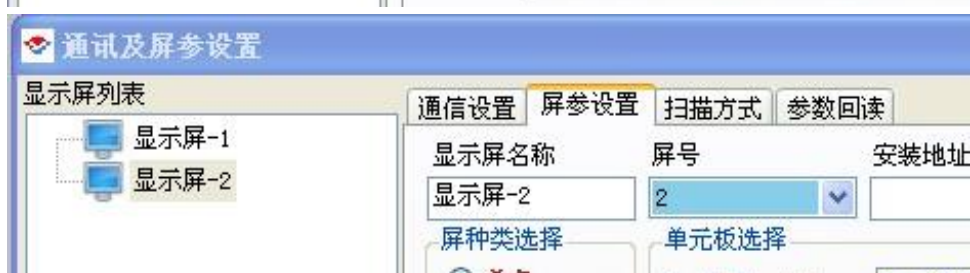 通讯及屏参设置
显示屏列表
通信设置 屏参设置 扫描方式 参数回读
显示屏-1
显示屏-2
显示屏名称 屏号 安装地址
显示屏-2 2
屏种类选择 单元板选择